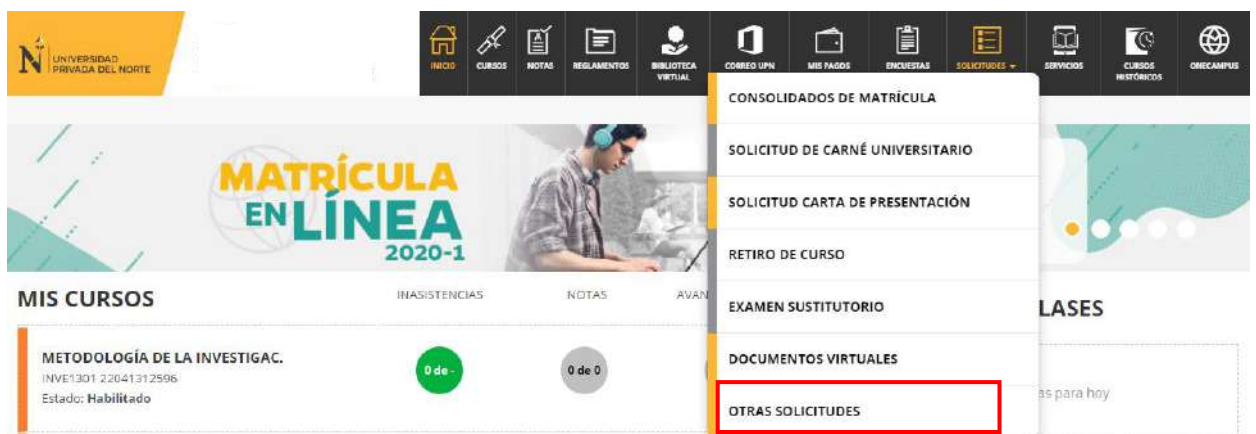 UNIVERSIDAD
PRIVADA DEL NORTE
INICIO
CURSOS
NOTAS
REGLAMENTOS
BIBLIOTECA
VIRTUAL
CORREO UPN
MIS PAGOS
ENCUESTAS
SOLICITUDES
SERVICIOS
CURSOS
HISTÓRICOS
ONECAMPUS
CONSOLIDADOS DE MATRÍCULA
SOLICITUD DE CARNÉ UNIVERSITARIO
SOLICITUD CARTA DE PRESENTACIÓN
RETIRO DE CURSO
EXAMEN SUSTITUTORIO
DOCUMENTOS VIRTUALES
OTRAS SOLICITUDES
MATRÍCULA
EN LÍNEA
2020-1
MIS CURSOS
INASISTENCIAS
NOTAS
AVAN
LASES
METODOLOGÍA DE LA INVESTIGAC.
INVE1301 22041312596
Estado: Habilitado
0 de -
0 de 0
as para hoy